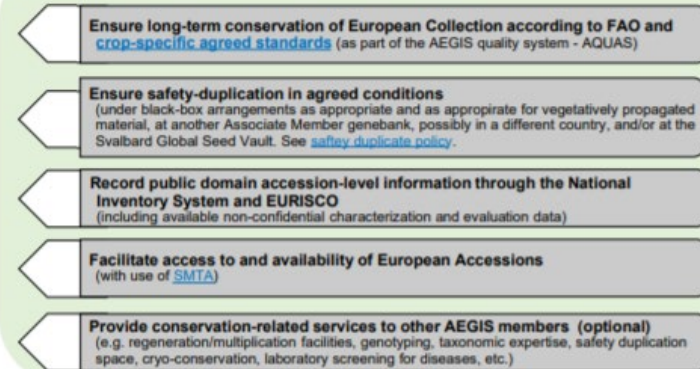 Ensure long-term conservation of European Collection according to FAO and
crop-specific agreed standards (as part of the AEGIS quality system - AQUAS)
Ensure safety-duplication in agreed conditions
(under black-box arrangements as appropriate and as appropirate for vegetatively propagated
material, at another Associate Member genebank, possibly in a different country, and/or at the
Svalbard Global Seed Vault. See saftey duplicate policy.
Record public domain accession-level information through the National
Inventory System and EURISCO
(including available non-confidential characterization and evaluation data)
Facilitate access to and availability of European Accessions
(with use of SMTA)
Provide conservation-related services to other AEGIS members (optional)
(e.g. regeneration/multiplication facilities, genotyping, taxonomic expertise, safety duplication
space, cryo-conservation, laboratory screening for diseases, etc.)